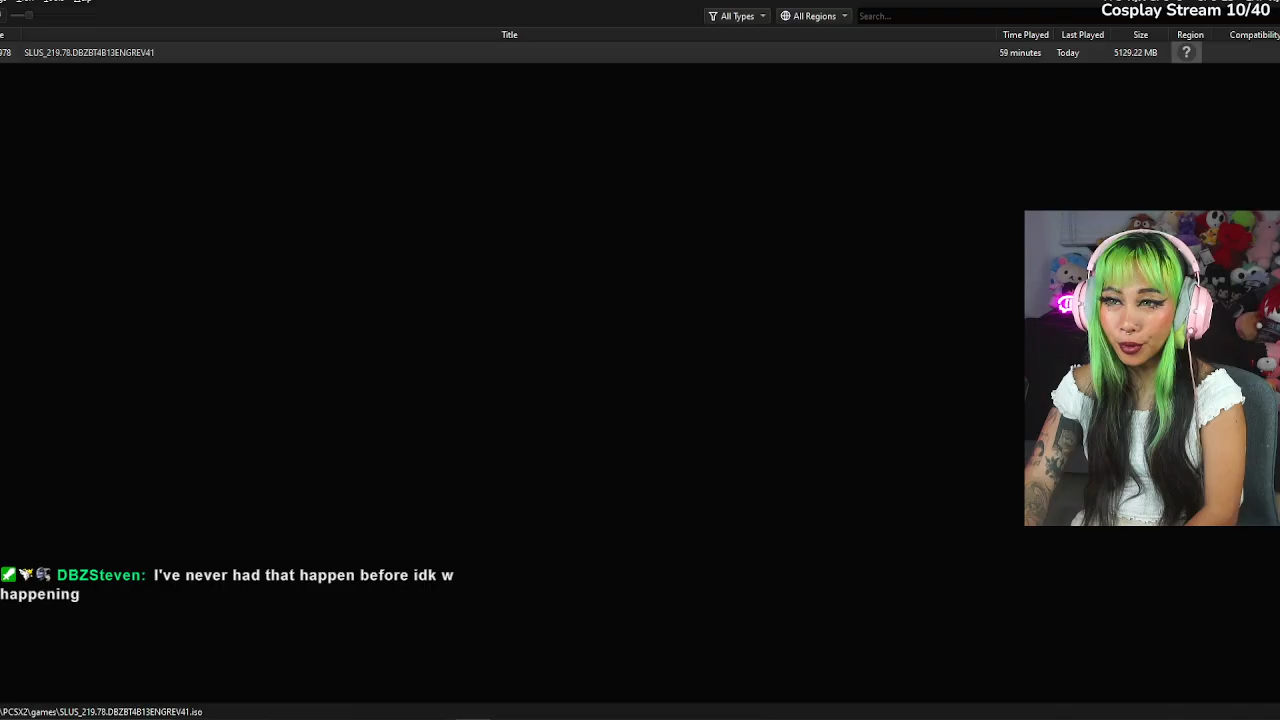 Cosplay Stream 10/40
All Types
All Regions
Search...
Title
Time Played
Last Played
Size
Region
Compatibility
978
SLUS_219.78.DBZBT4B13ENGREV41
59 minutes
Today
5129.22 MB
?
DBZSteven: I've never had that happen before idk w
happening
\PCSX2\games\SLUS_219.78.DBZBT4B13ENGREV41.iso